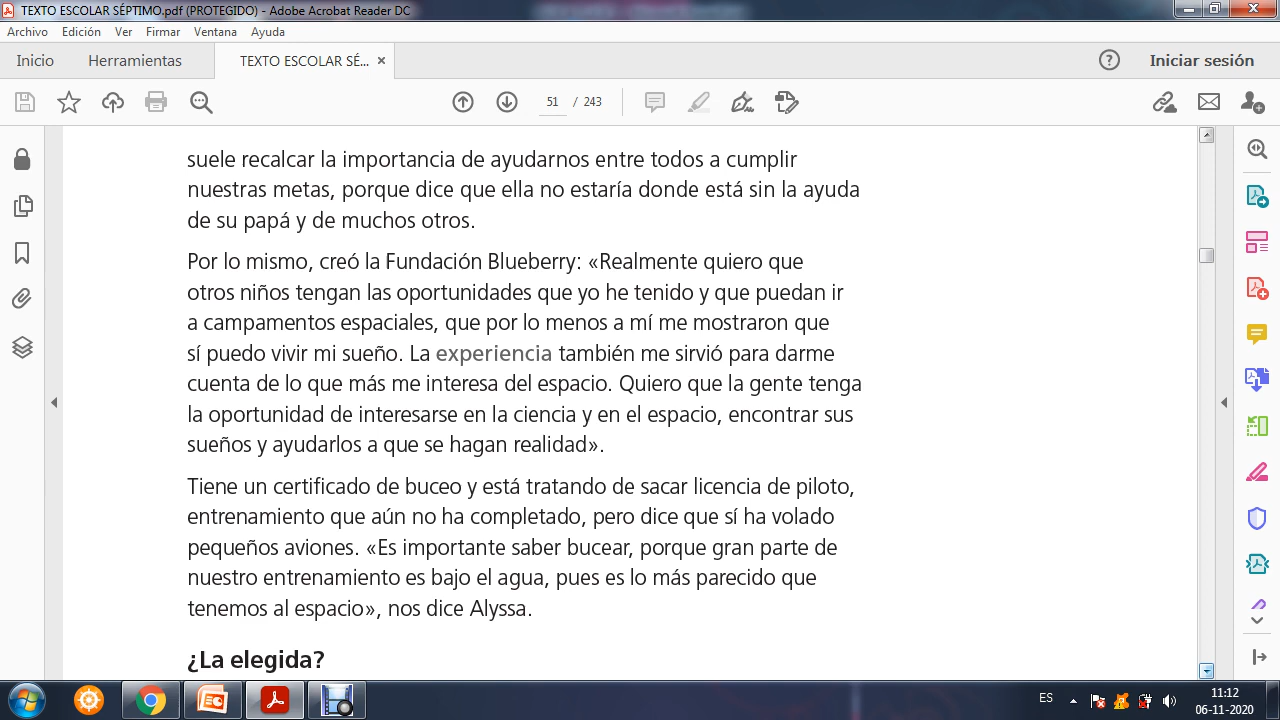 TEXTO ESCOLAR SÉPTIMO.pdf (PROTEGIDO) - Adobe Acrobat Reader DC
Archivo Edición Ver Firmar Ventana Ayuda
Inicio Herramientas TEXTO ESCOLAR SÉ... × ? Iniciar sesión
51 / 243
suele recalcar la importancia de ayudarnos entre todos a cumplir
nuestras metas, porque dice que ella no estaría donde está sin la ayuda
de su papá y de muchos otros.
Por lo mismo, creó la Fundación Blueberry: «Realmente quiero que
otros niños tengan las oportunidades que yo he tenido y que puedan ir
a campamentos espaciales, que por lo menos a mí me mostraron que
sí puedo vivir mi sueño. La experiencia también me sirvió para darme
cuenta de lo que más me interesa del espacio. Quiero que la gente tenga
la oportunidad de interesarse en la ciencia y en el espacio, encontrar sus
sueños y ayudarlos a que se hagan realidad».
Tiene un certificado de buceo y está tratando de sacar licencia de piloto,
entrenamiento que aún no ha completado, pero dice que sí ha volado
pequeños aviones. «Es importante saber bucear, porque gran parte de
nuestro entrenamiento es bajo el agua, pues es lo más parecido que
tenemos al espacio», nos dice Alyssa.
¿La elegida?
ES 11:12
06-11-2020